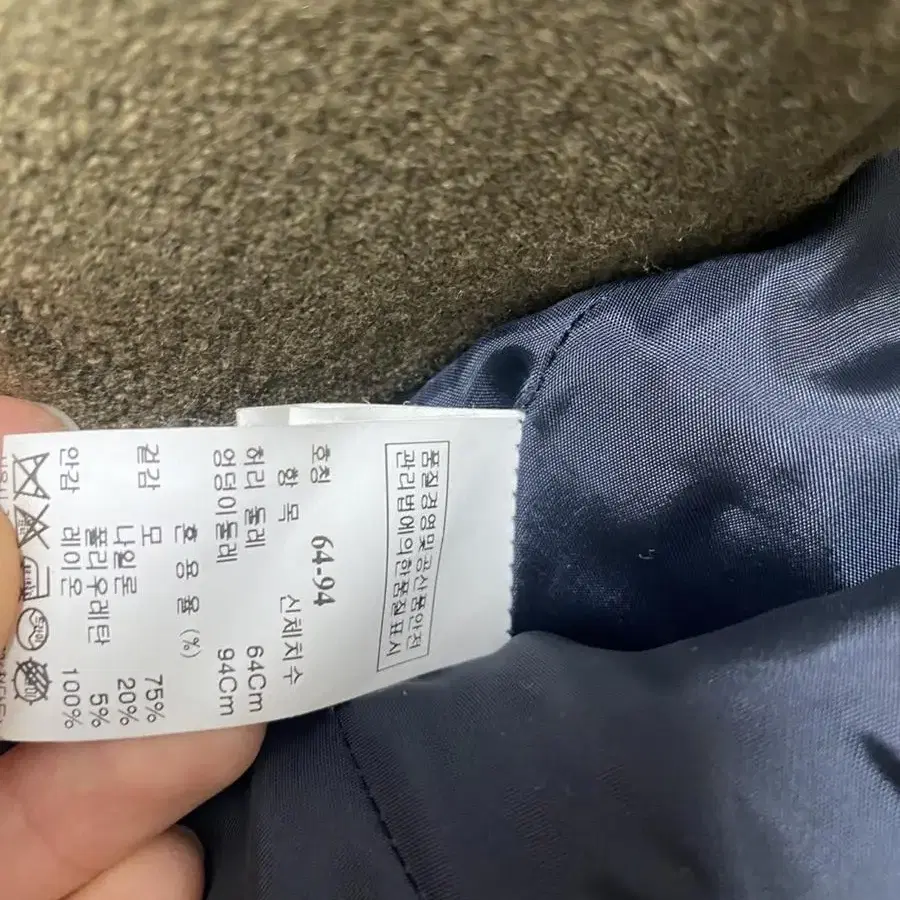 품질경영및공산품안전
관리법에의한품질표시
호칭 64-94
항목 신체치수
허리 둘레 64Cm
엉덩이둘레 94Cm
혼용율 (%)
겉감 모 75%
나일론 20%
폴리우레탄 5%
안감 레이온 100%